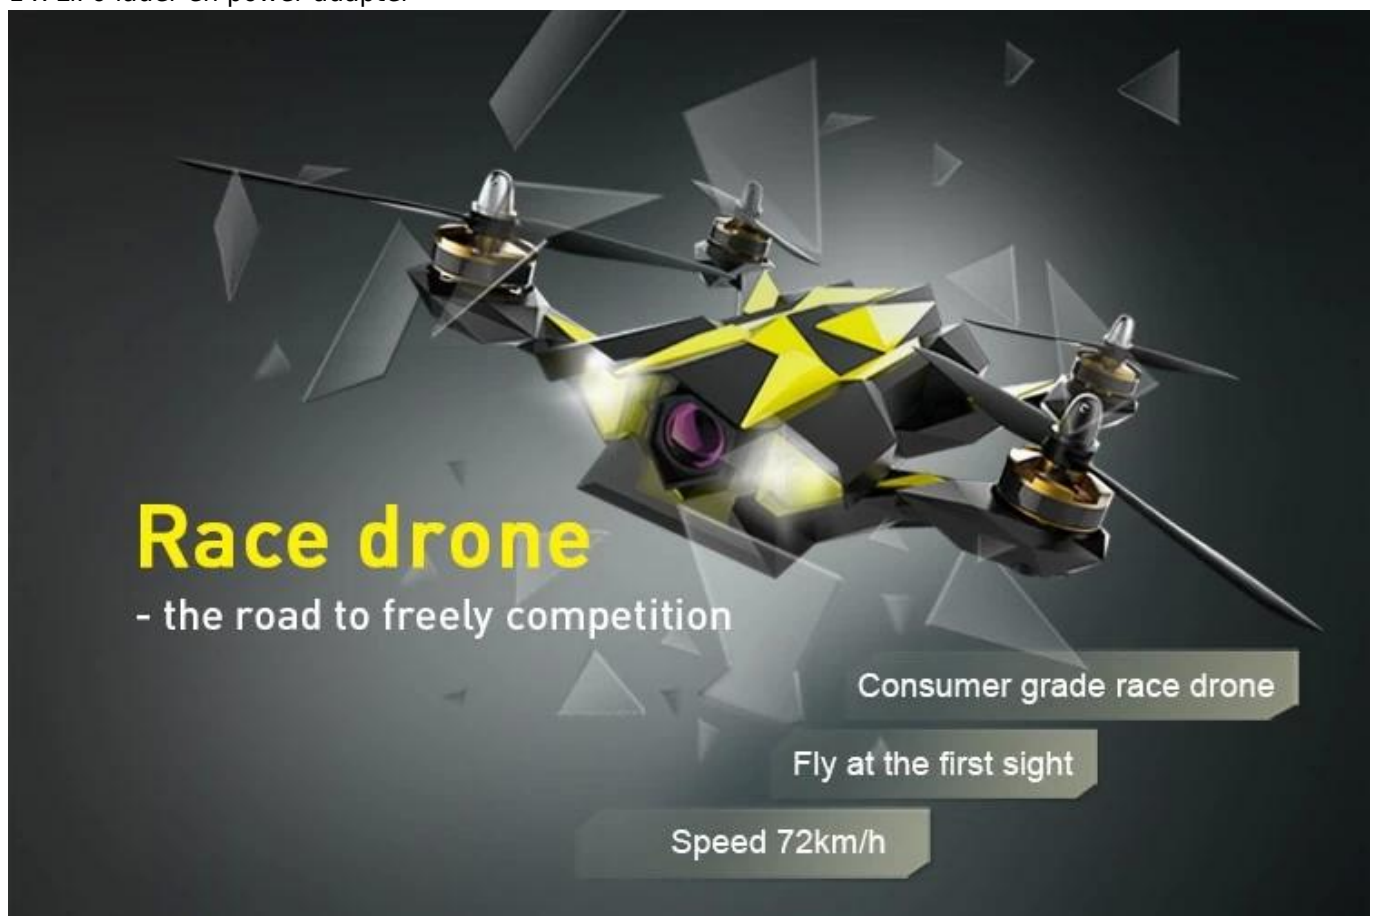 Race drone
- the road to freely competition
Consumer grade race drone
Fly at the first sight
Speed 72km/h